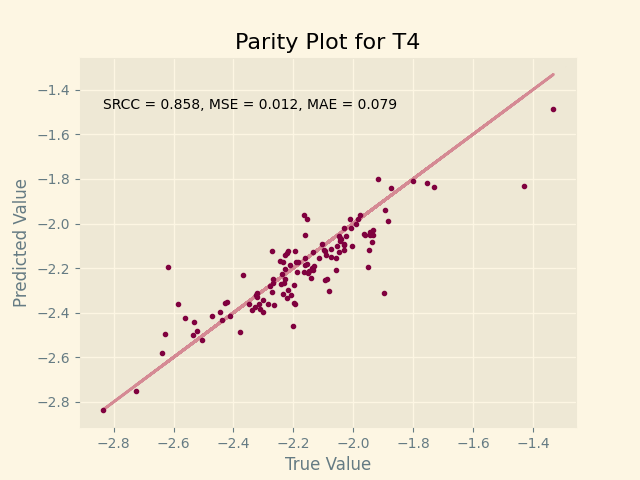 Parity Plot for T4
SRCC = 0.858, MSE = 0.012, MAE = 0.079
Predicted Value
−1.4
−1.6
−1.8
−2.0
−2.2
−2.4
−2.6
−2.8
−2.8 −2.6 −2.4 −2.2 −2.0 −1.8 −1.6 −1.4
True Value